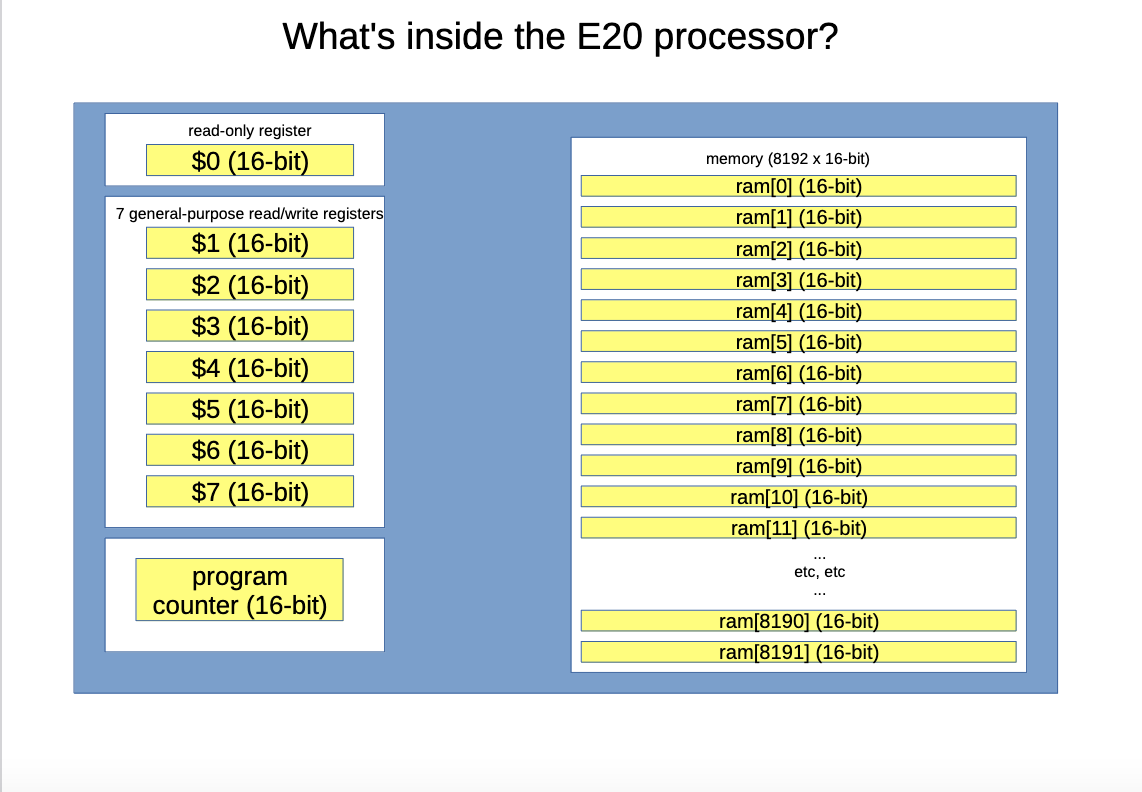 What's inside the E20 processor?
read-only register
$0 (16-bit)
7 general-purpose read/write registers
$1 (16-bit)
$2 (16-bit)
$3 (16-bit)
$4 (16-bit)
$5 (16-bit)
$6 (16-bit)
$7 (16-bit)
program
counter (16-bit)
memory (8192 x 16-bit)
ram[0] (16-bit)
ram[1] (16-bit)
ram[2] (16-bit)
ram[3] (16-bit)
ram[4] (16-bit)
ram[5] (16-bit)
ram[6] (16-bit)
ram[7] (16-bit)
ram[8] (16-bit)
ram[9] (16-bit)
ram[10] (16-bit)
ram[11] (16-bit)
...
etc, etc
...
ram[8190] (16-bit)
ram[8191] (16-bit)